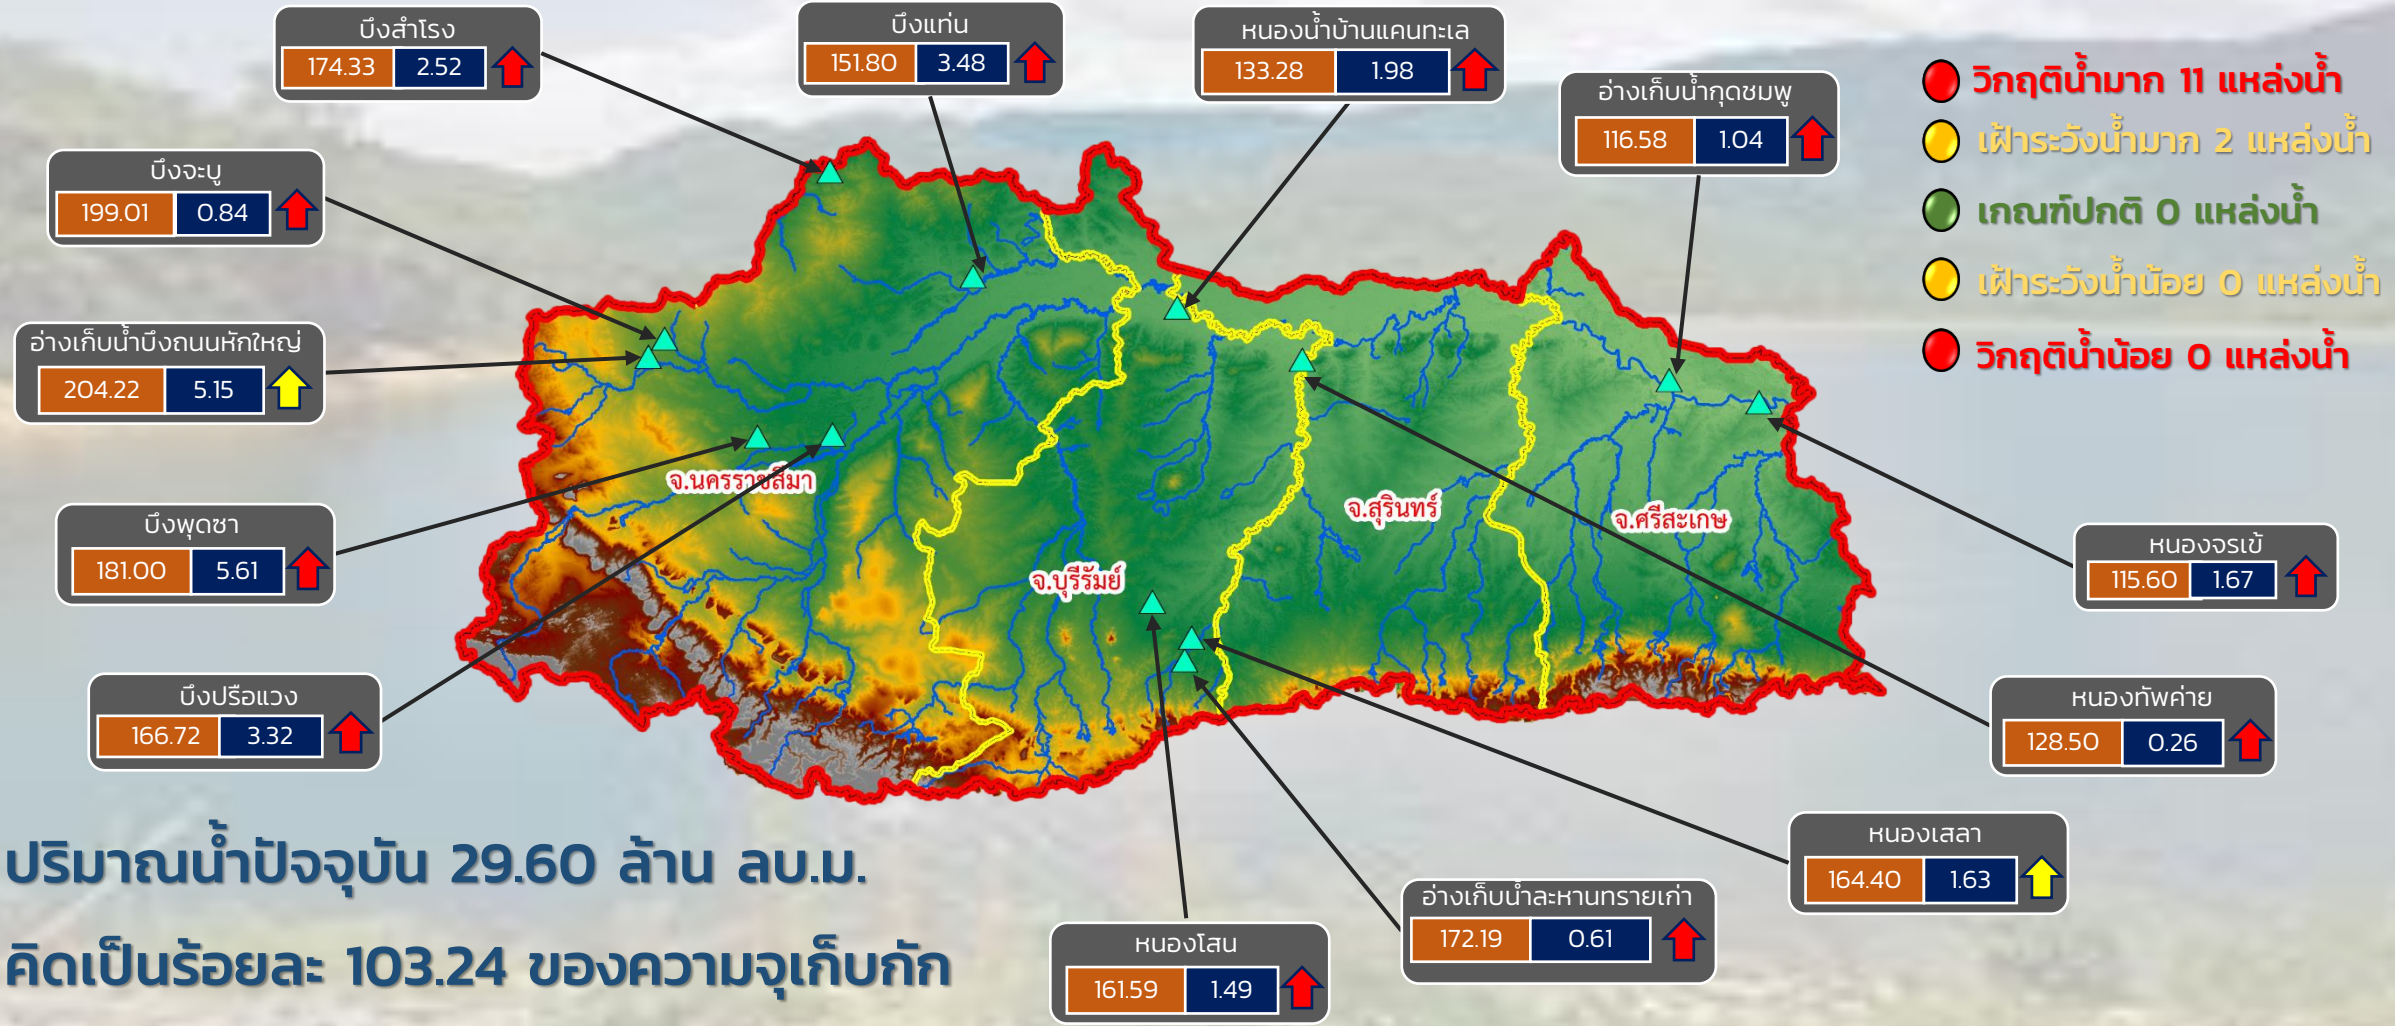 บึงสำโรง
174.33 2.52
บึงแท่น
151.80 3.48
หนองน้ำบ้านแคนทะเล
133.28 1.98
อ่างเก็บน้ำกุดชมพู
116.58 1.04
วิกฤติน้ำมาก 11 แหล่งน้ำ
เฝ้าระวังน้ำมาก 2 แหล่งน้ำ
เกณฑ์ปกติ 0 แหล่งน้ำ
เฝ้าระวังน้ำน้อย 0 แหล่งน้ำ
วิกฤติน้ำน้อย 0 แหล่งน้ำ
บึงจะบู
199.01 0.84
อ่างเก็บน้ำบึงถนนหักใหญ่
204.22 5.15
บึงพุดซา
181.00 5.61
บึงปรือแวง
166.72 3.32
จ.นครราชสีมา
จ.บุรีรัมย์
จ.สุรินทร์
จ.ศรีสะเกษ
หนองจรเข้
115.60 1.67
หนองทัพค่าย
128.50 0.26
หนองเสลา
164.40 1.63
อ่างเก็บน้ำละหานทรายเก่า
172.19 0.61
หนองโสน
161.59 1.49
ปริมาณน้ำปัจจุบัน 29.60 ล้าน ลบ.ม.
คิดเป็นร้อยละ 103.24 ของความจุเก็บกัก